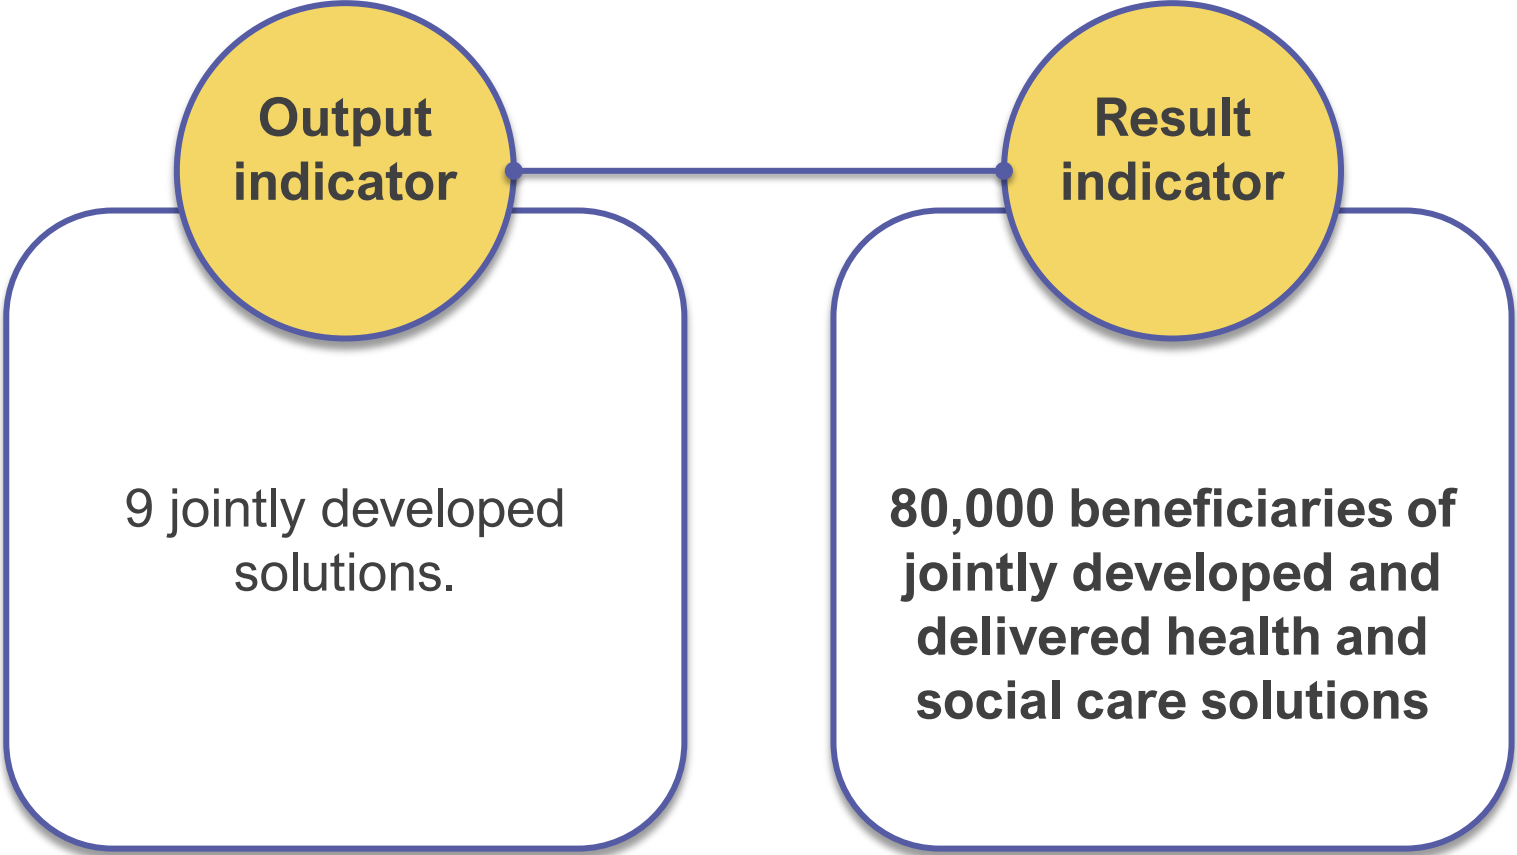 Output
indicator
Result
indicator
9 jointly developed
solutions.
80,000 beneficiaries of
jointly developed and
delivered health and
social care solutions